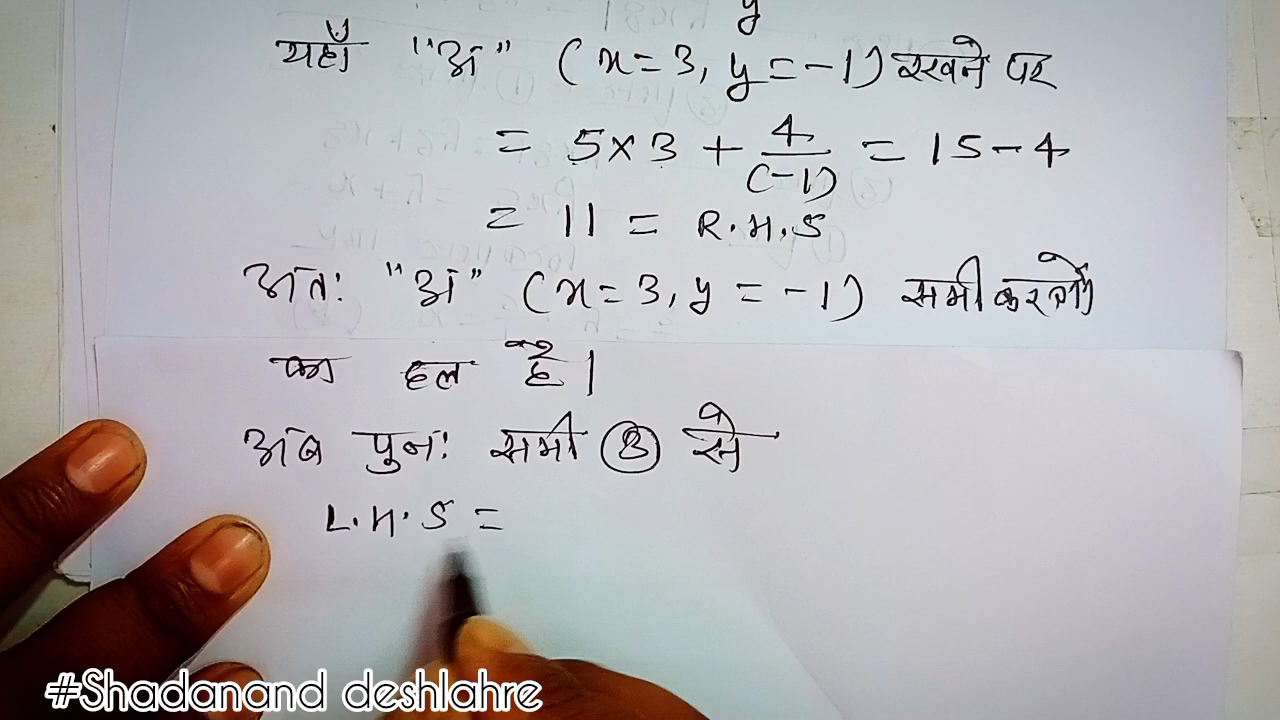 y
यहाँ "अ" (x=3, y=-1) रखने पर
= 5×3 + 4/(-1) = 15-4
= 11 = R.H.S
अतः "अ" (x=3, y=-1) समीकरणों
का हल है।
अब पुनः समी ③ से
L.H.S =
#Shadanand deshlahre